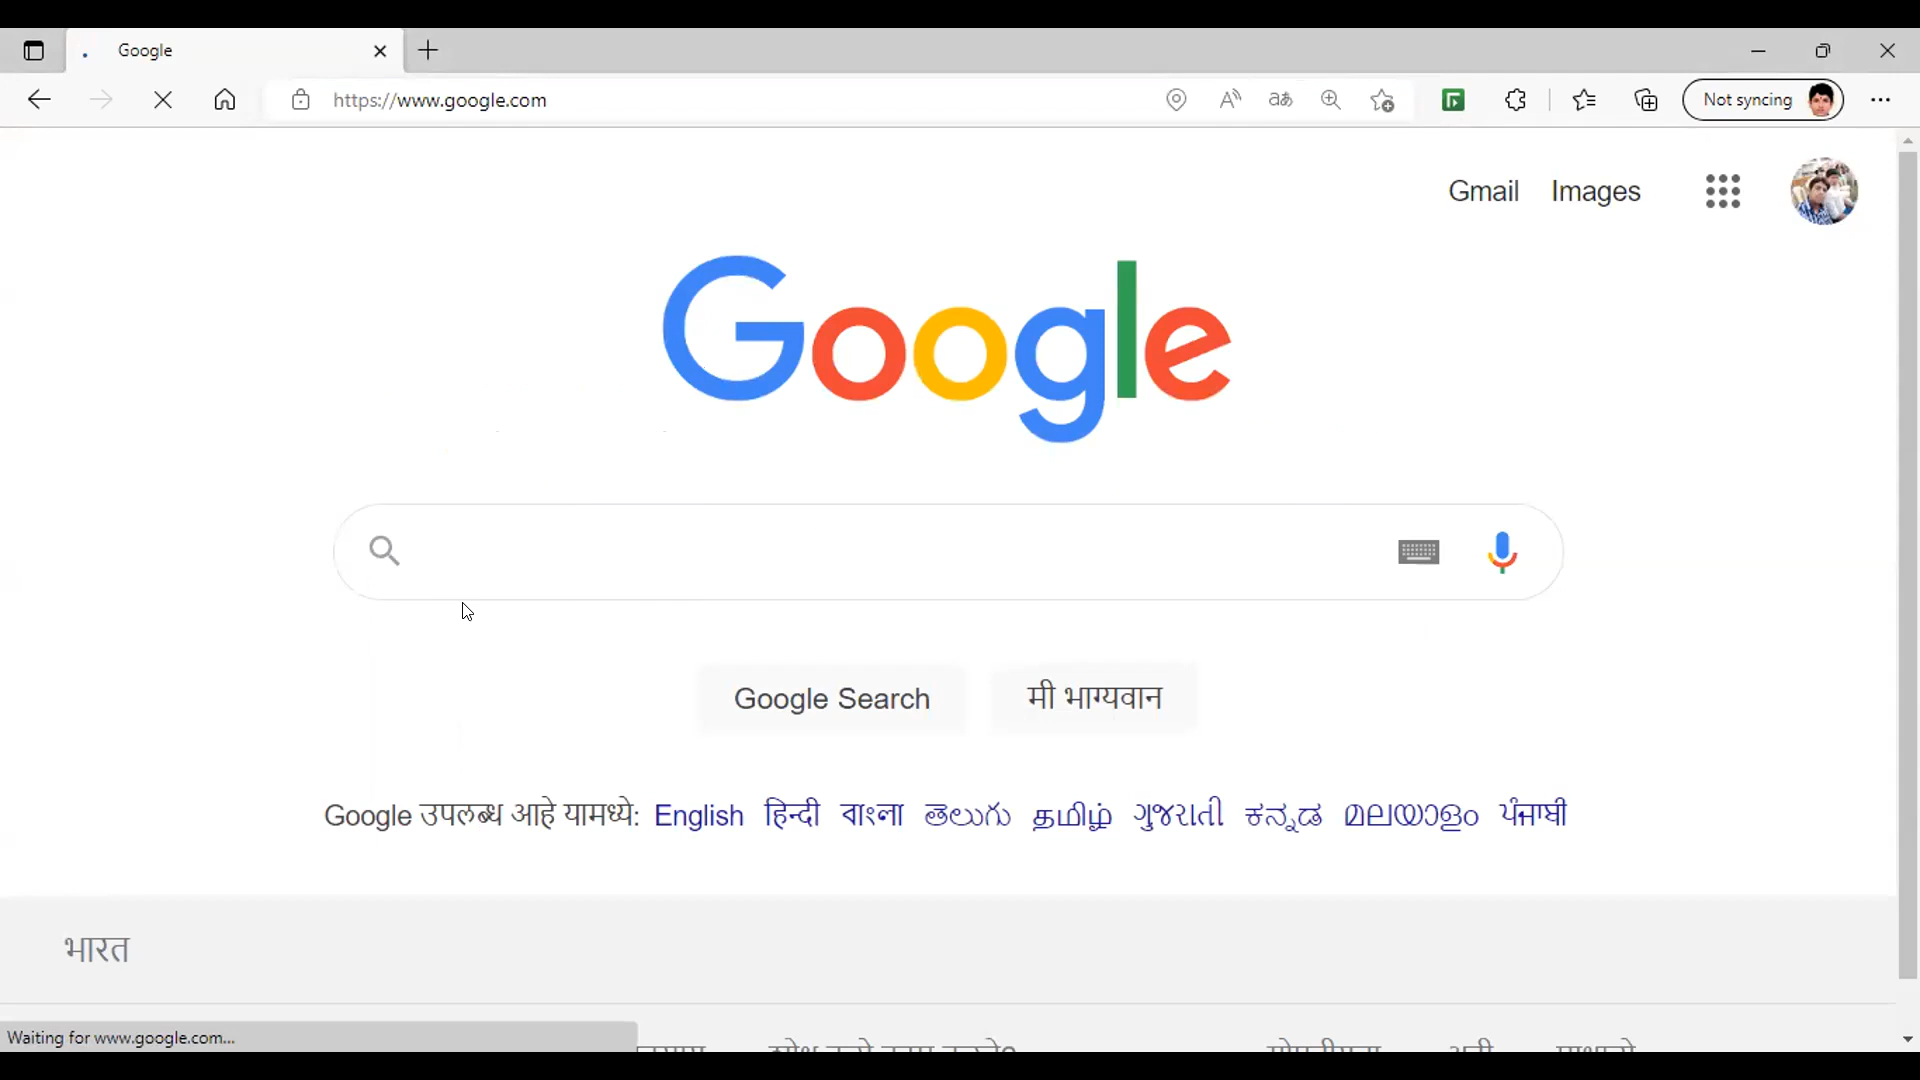 Google
https://www.google.com
Not syncing
Gmail Images
Google
Google Search मी भाग्यवान
Google उपलब्ध आहे यामध्ये: English हिन्दी বাংলা తెలుగు தமிழ் ગુજરાતી ಕನ್ನಡ മലയാളം ਪੰਜਾਬੀ
भारत
Waiting for www.google.com...